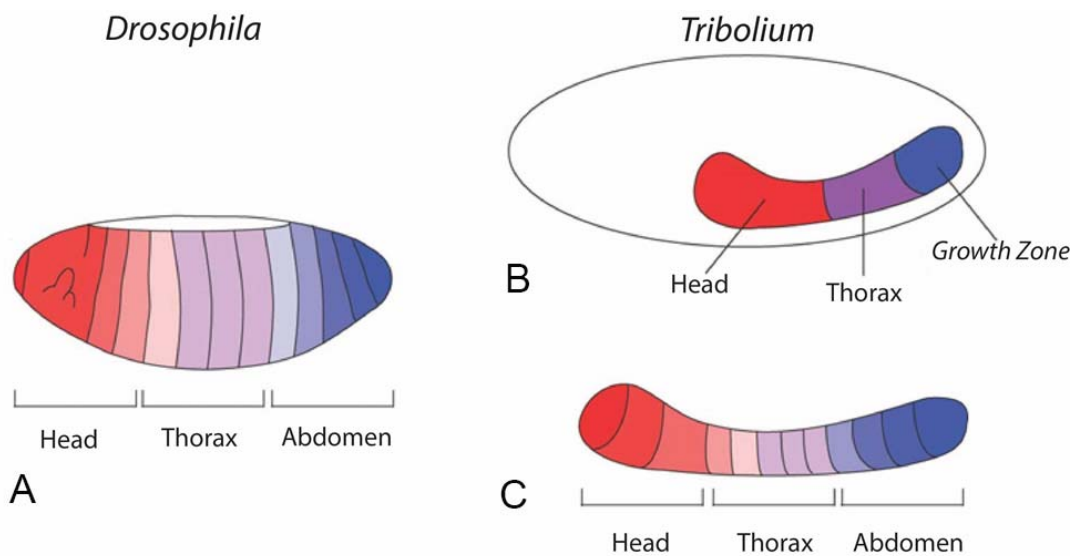 Drosophila
Tribolium
Growth Zone
Head
Thorax
B
Head
Thorax
Abdomen
A
C
Head
Thorax
Abdomen